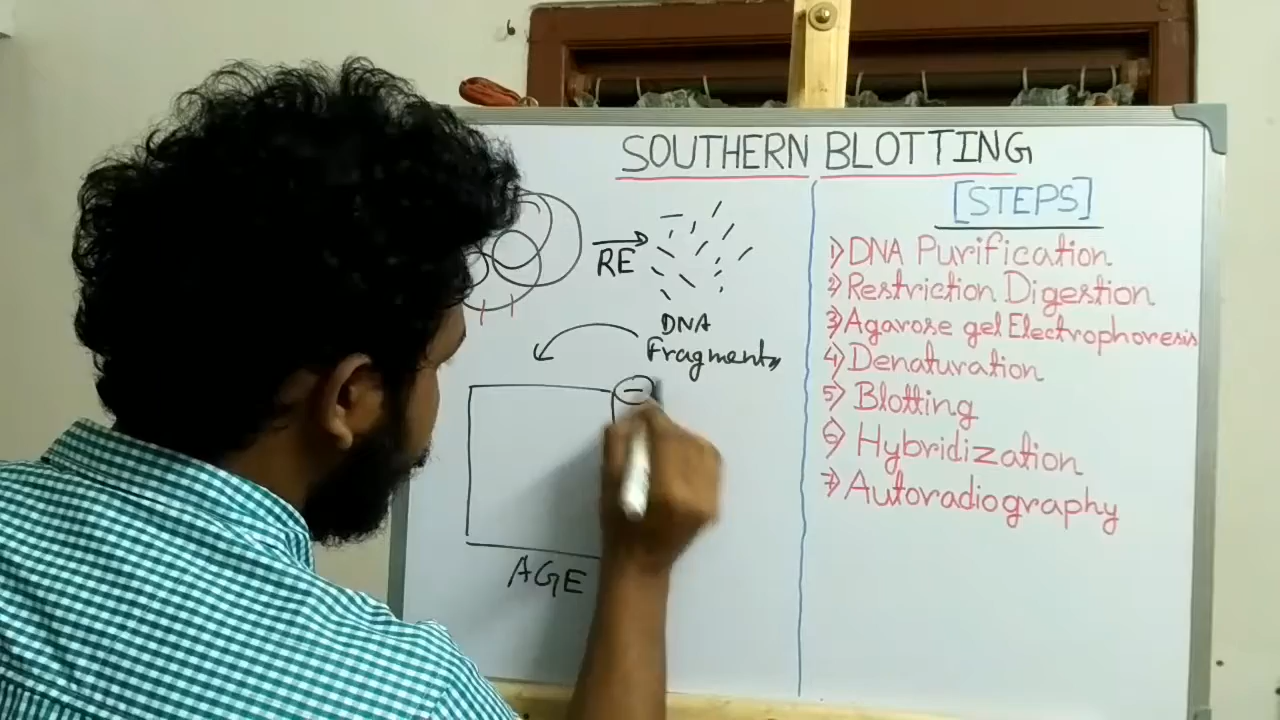 SOUTHERN BLOTTING
[STEPS]
1) DNA Purification
2) Restriction Digestion
3) Agarose gel Electrophoresis
4) Denaturation
5) Blotting
6) Hybridization
7) Autoradiography
RE
DNA
Fragments
−
AGE